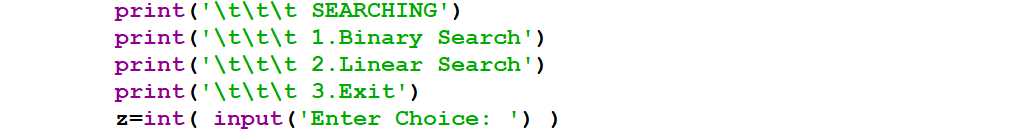 print('\t\t\t SEARCHING')
print('\t\t\t 1.Binary Search')
print('\t\t\t 2.Linear Search')
print('\t\t\t 3.Exit')
z=int( input('Enter Choice: ') )